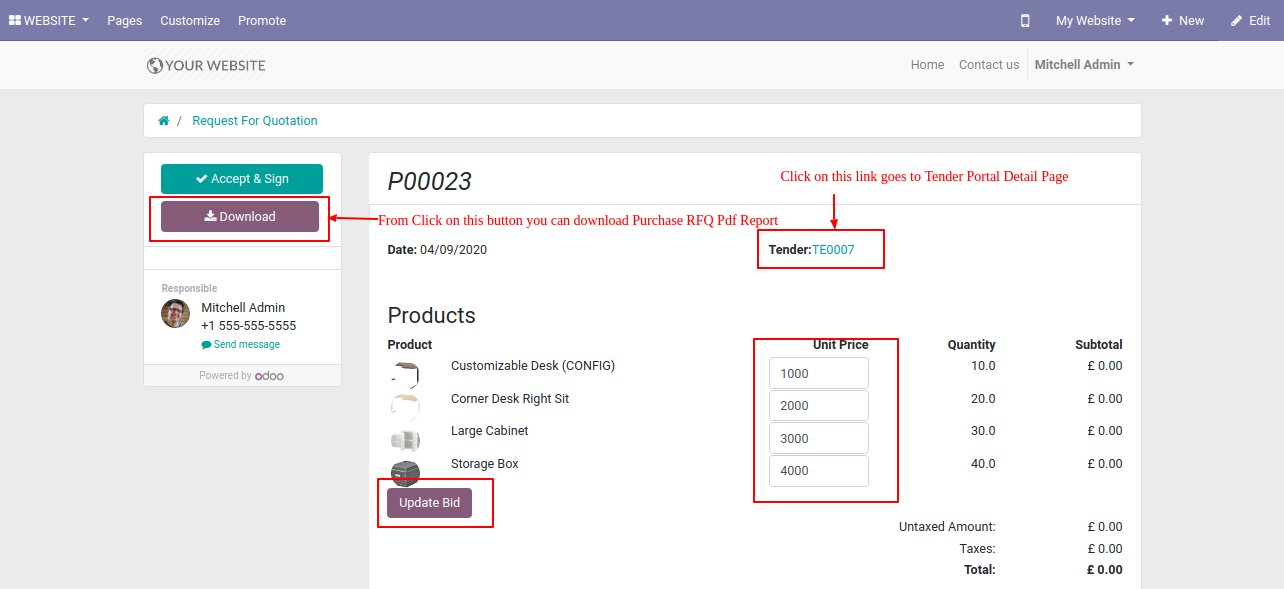 WEBSITE Pages Customize Promote My Website New Edit
YOUR WEBSITE Home Contact us Mitchell Admin
/ Request For Quotation
Accept & Sign
Download
Responsible
Mitchell Admin
+1 555-555-5555
Send message
Powered by odoo
P00023
Click on this link goes to Tender Portal Detail Page
From Click on this button you can download Purchase RFQ Pdf Report
Date: 04/09/2020 Tender:TE0007
Products
Product Unit Price Quantity Subtotal
Customizable Desk (CONFIG) 1000 10.0 £ 0.00
Corner Desk Right Sit 2000 20.0 £ 0.00
Large Cabinet 3000 30.0 £ 0.00
Storage Box 4000 40.0 £ 0.00
Update Bid
Untaxed Amount: £ 0.00
Taxes: £ 0.00
Total: £ 0.00